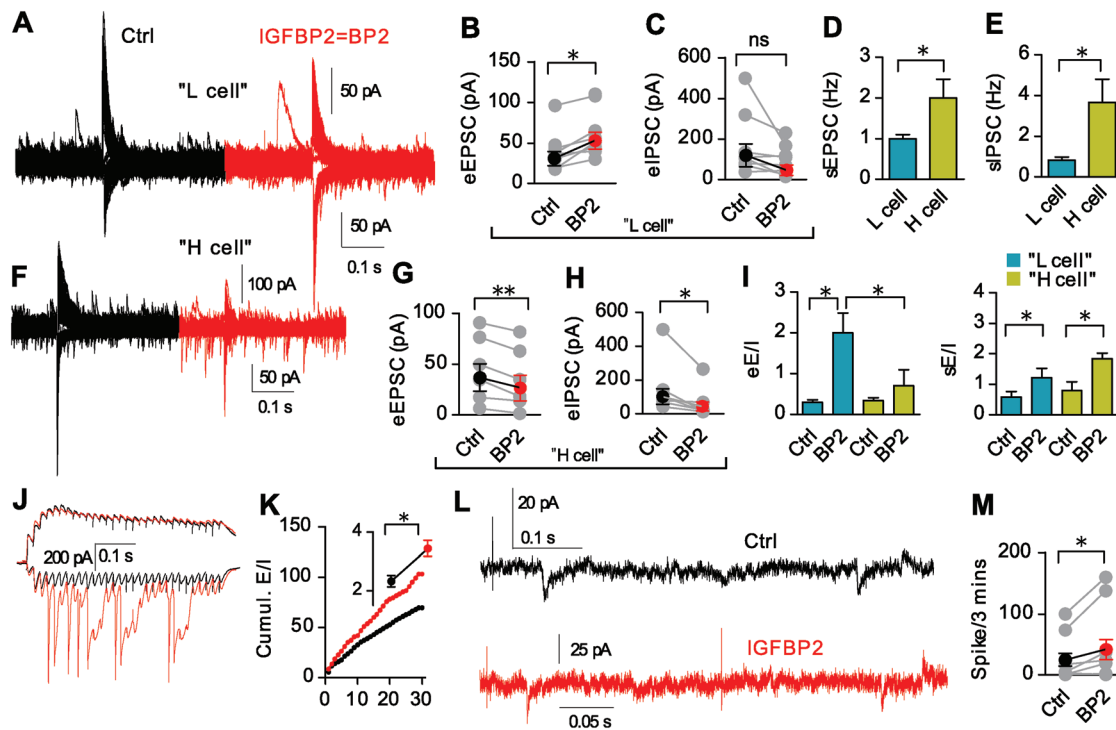 A
Ctrl
IGFBP2=BP2
"L cell"
50 pA
50 pA
0.1 s
B
eEPSC (pA)
150
100
50
0
*
Ctrl
BP2
C
eIPSC (pA)
600
400
200
0
ns
Ctrl
BP2
"L cell"
D
sEPSC (Hz)
3
2
1
0
*
L cell
H cell
E
sIPSC (Hz)
6
4
2
0
*
L cell
H cell
F
"H cell"
100 pA
50 pA
0.1 s
G
eEPSC (pA)
100
50
0
**
Ctrl
BP2
H
eIPSC (pA)
600
400
200
0
*
Ctrl
BP2
"H cell"
I
eE/I
3
2
1
0
*
*
Ctrl
BP2
Ctrl
BP2
"L cell"
"H cell"
sE/I
3
2
1
0
*
*
Ctrl
BP2
Ctrl
BP2
J
200 pA
0.1 s
K
Cumul. E/I
150
100
50
0
0
10
20
30
4
2
*
L
20 pA
0.1 s
Ctrl
25 pA
IGFBP2
0.05 s
M
Spike/3 mins
200
100
0
*
Ctrl
BP2